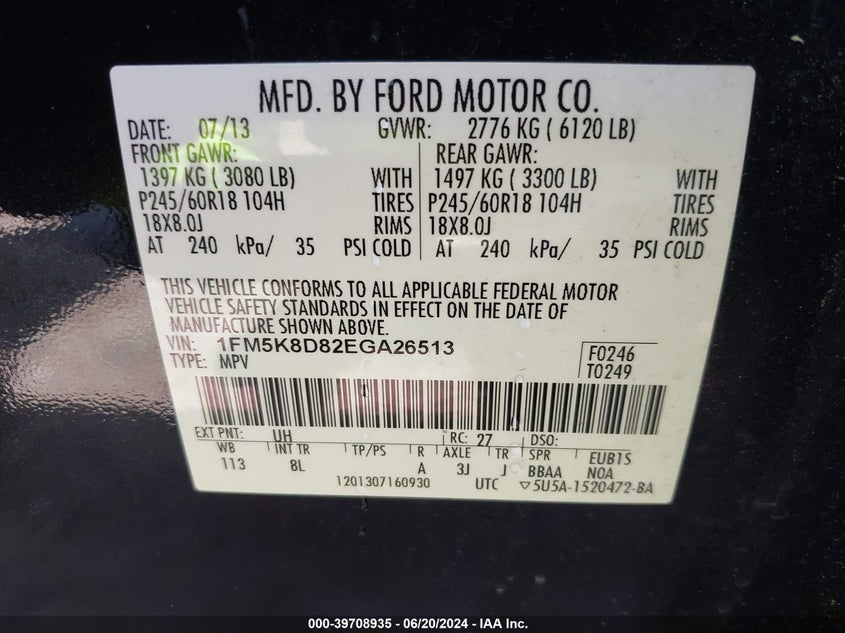 MFD. BY FORD MOTOR CO.
DATE: 07/13 GVWR: 2776 KG ( 6120 LB)
FRONT GAWR: REAR GAWR:
1397 KG ( 3080 LB) WITH 1497 KG ( 3300 LB) WITH
P245/60R18 104H TIRES P245/60R18 104H TIRES
18X8.0J RIMS 18X8.0J RIMS
AT 240 kPa/ 35 PSI COLD AT 240 kPa/ 35 PSI COLD
THIS VEHICLE CONFORMS TO ALL APPLICABLE FEDERAL MOTOR
VEHICLE SAFETY STANDARDS IN EFFECT ON THE DATE OF
MANUFACTURE SHOWN ABOVE.
VIN: 1FM5K8D82EGA26513 F0246
TYPE: MPV T0249
EXT PNT: UH RC: 27 DSO:
WB INT TR TP/PS R AXLE TR SPR EUB1S
113 8L A 3J J BBAA NOA
1201307160930 UTC ▽5U5A-1520472-BA
000-39708935 - 06/20/2024 - IAA Inc.